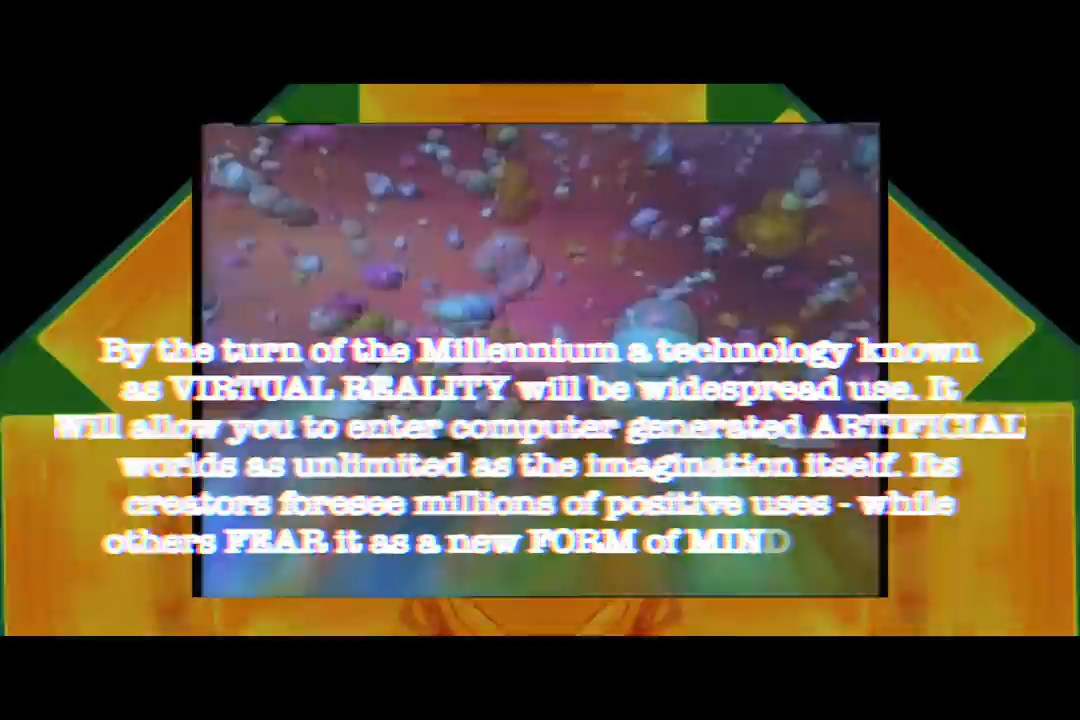 By the turn of the Millennium a technology known
as VIRTUAL REALITY will be widespread use. It
Will allow you to enter computer generated ARTIFICIAL
worlds as unlimited as the imagination itself. Its
creators foresee millions of positive uses - while
others FEAR it as a new FORM of MIND